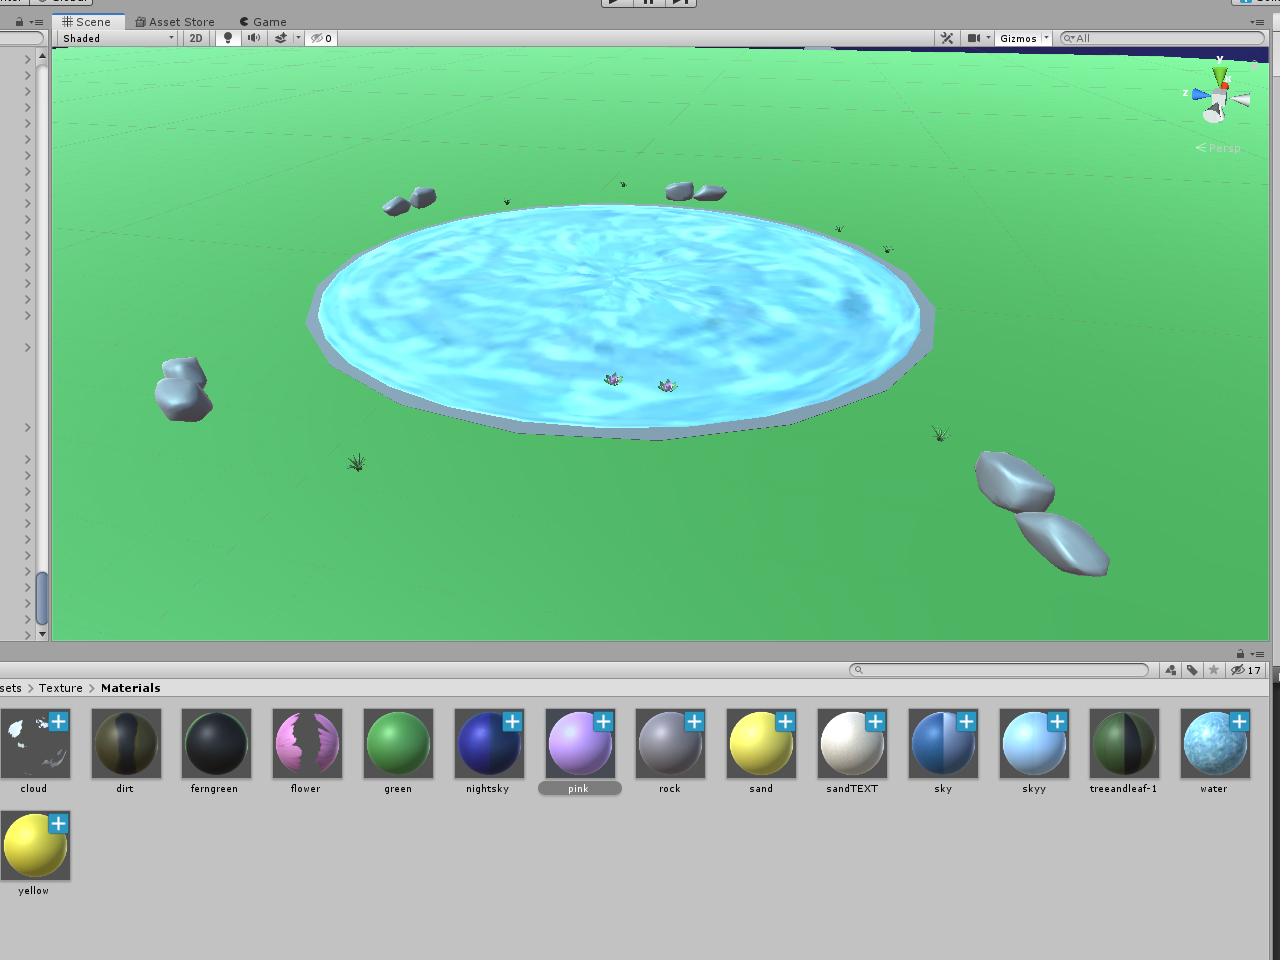 Global
Scene
Asset Store
Game
Shaded
2D
0
Gizmos
All
y
z
Persp
17
sets > Texture > Materials
cloud
dirt
ferngreen
flower
green
nightsky
pink
rock
sand
sandTEXT
sky
skyy
treeandleaf-1
water
yellow